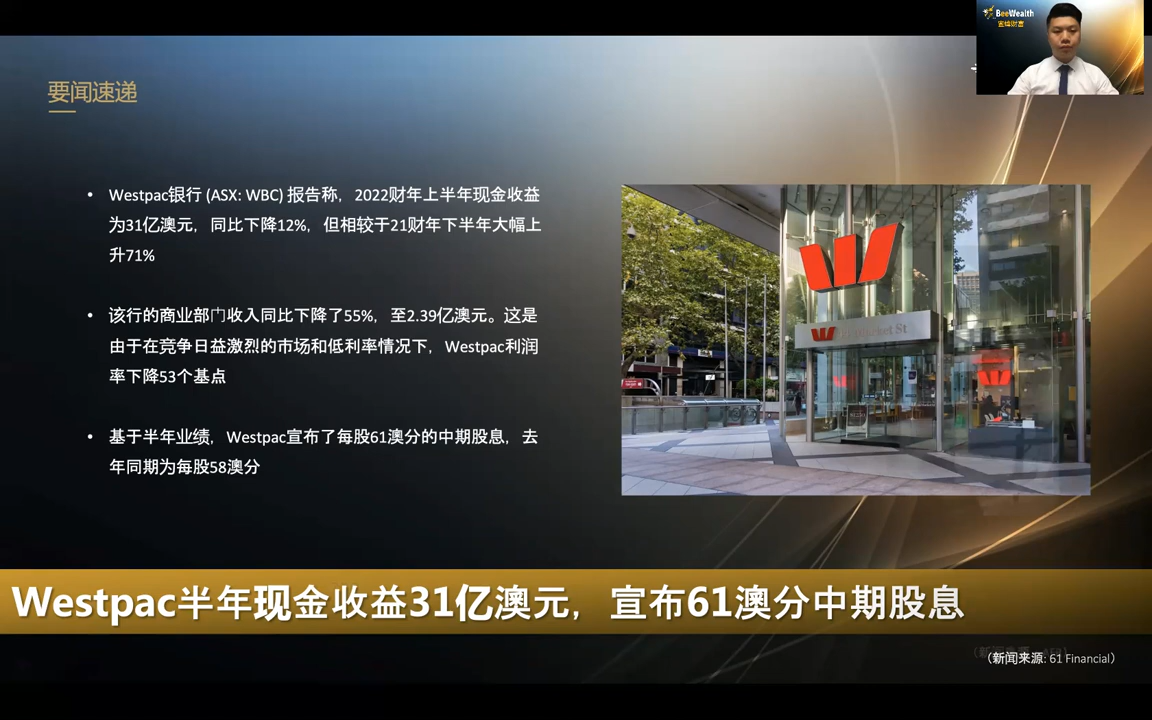 BeeWealth
蜜蜂财富
要闻速递
• Westpac银行 (ASX: WBC) 报告称，2022财年上半年现金收益
为31亿澳元，同比下降12%，但相较于21财年下半年大幅上
升71%
• 该行的商业部门收入同比下降了55%，至2.39亿澳元。这是
由于在竞争日益激烈的市场和低利率情况下，Westpac利润
率下降53个基点
• 基于半年业绩，Westpac宣布了每股61澳分的中期股息，去
年同期为每股58澳分
Market St
Westpac半年现金收益31亿澳元，宣布61澳分中期股息
（新闻来源: 61 Financial）